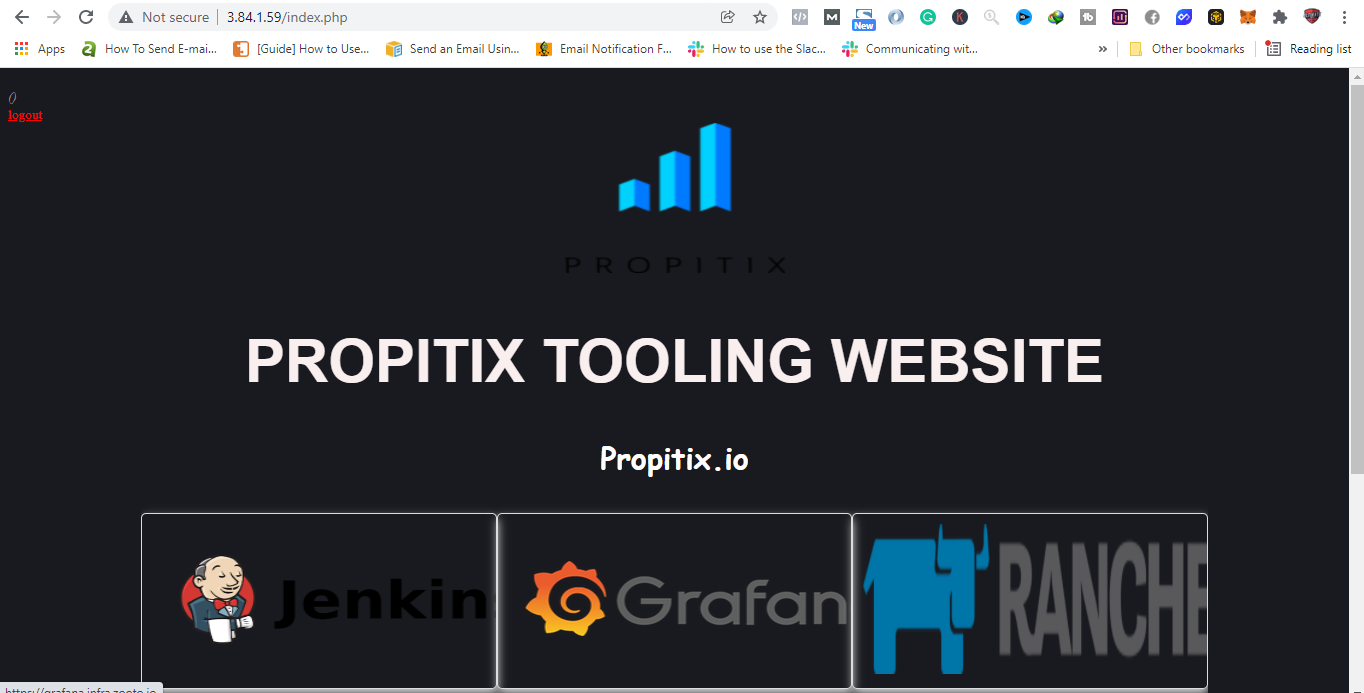 Not secure | 3.84.1.59/index.php
New
Apps How To Send E-mai... [Guide] How to Use... Send an Email Usin... Email Notification F... How to use the Slac... Communicating wit... » Other bookmarks Reading list
()
logout
PROPITIX
PROPITIX TOOLING WEBSITE
Propitix.io
Jenkin Grafan RANCHE
https://grafana.infra.zooto.io